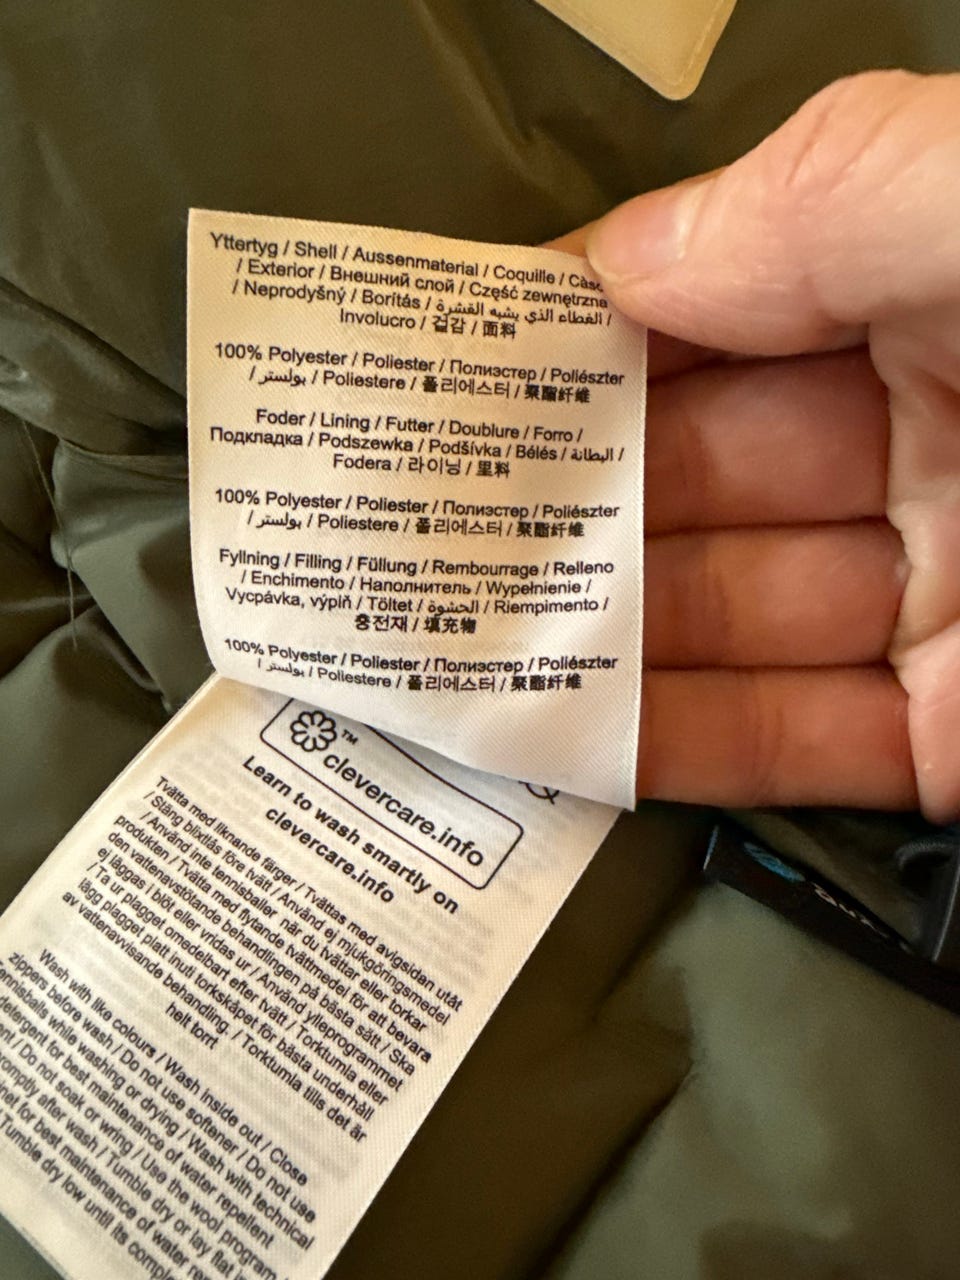 Yttertyg / Shell / Aussenmaterial / Coquille /
/ Exterior / Внешний слой / Część zewnętrzna
/ Neprodyšný / Borítás / الغطاء الذي يشبه القشرة /
Involucro / 겉감 / 面料
100% Polyester / Poliester / Полиэстер / Poliészter
/ بولستر / Poliestere / 폴리에스터 / 聚酯纤维
Foder / Lining / Futter / Doublure / Forro /
Подкладка / Podszewka / Podšívka / Bélés / البطانة /
Fodera / 라이닝 / 里料
100% Polyester / Poliester / Полиэстер / Poliészter
/ بولستر / Poliestere / 폴리에스터 / 聚酯纤维
Fyllning / Filling / Füllung / Rembourrage / Relleno
/ Enchimento / Наполнитель / Wypełnienie /
Vycpávka, výplň / Töltet / الحشوة / Riempimento /
충전재 / 填充物
100% Polyester / Poliester / Полиэстер / Poliészter
/ بولستر / Poliestere / 폴리에스터 / 聚酯纤维
™
clevercare.info
Learn to wash smartly on
clevercare.info
Tvätta med liknande färger / Tvättas med avigsidan utåt
/ Stäng blixtlås före tvätt / Använd ej mjukgöringsmedel
/ Använd inte tennisballer när du tvättar eller torkar
produkten / Tvätta med flytande tvättmedel för att bevara
den vattenavstötande behandlingen på bästa sätt / Ska
ej läggas i blöt eller vridas ur / Använd ylleprogrammet
/ Ta ur plagget omedelbart efter tvätt / Torktumla eller
lägg plagget platt inuti torkskåpet för bästa underhåll
av vattenavvisande behandling. / Torktumla tills det är
helt torrt
Wash with like colours / Wash inside out / Close
zippers before wash / Do not use softener / Do not use
tennisballs while washing or drying / Wash with technical
detergent for best maintenance of water repellent
/ Do not soak or wring / Use the wool program /
promptly after wash / Tumble dry or lay flat
for best maintenance of water
Tumble dry low until its